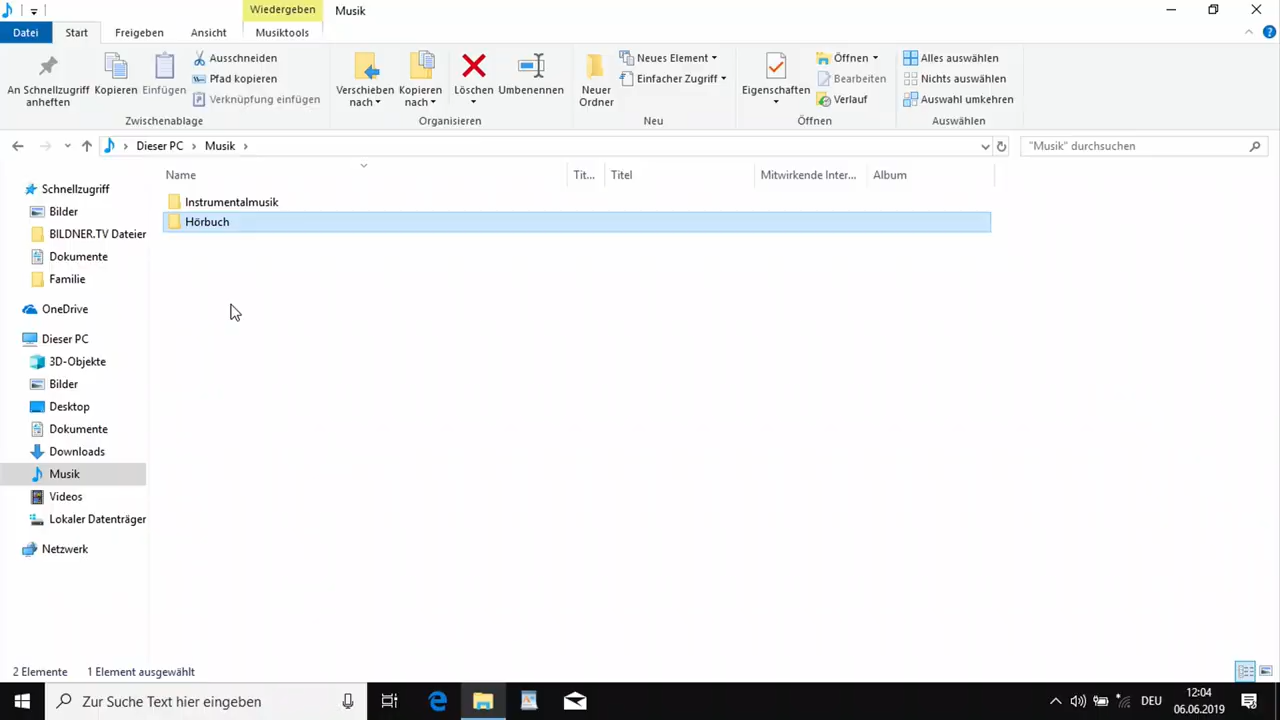 Wiedergeben Musik
Datei Start Freigeben Ansicht Musiktools
An Schnellzugriff anheften
Kopieren
Einfügen
Ausschneiden
Pfad kopieren
Verknüpfung einfügen
Zwischenablage
Verschieben nach
Kopieren nach
Löschen
Umbenennen
Organisieren
Neuer Ordner
Neues Element
Einfacher Zugriff
Neu
Eigenschaften
Öffnen
Bearbeiten
Verlauf
Öffnen
Alles auswählen
Nichts auswählen
Auswahl umkehren
Auswählen
Dieser PC Musik
"Musik" durchsuchen
Name Tit... Titel Mitwirkende Inter... Album
Instrumentalmusik
Hörbuch
Schnellzugriff
Bilder
BILDNER.TV Dateier
Dokumente
Familie
OneDrive
Dieser PC
3D-Objekte
Bilder
Desktop
Dokumente
Downloads
Musik
Videos
Lokaler Datenträger
Netzwerk
2 Elemente 1 Element ausgewählt
Zur Suche Text hier eingeben
DEU
12:04
06.06.2019